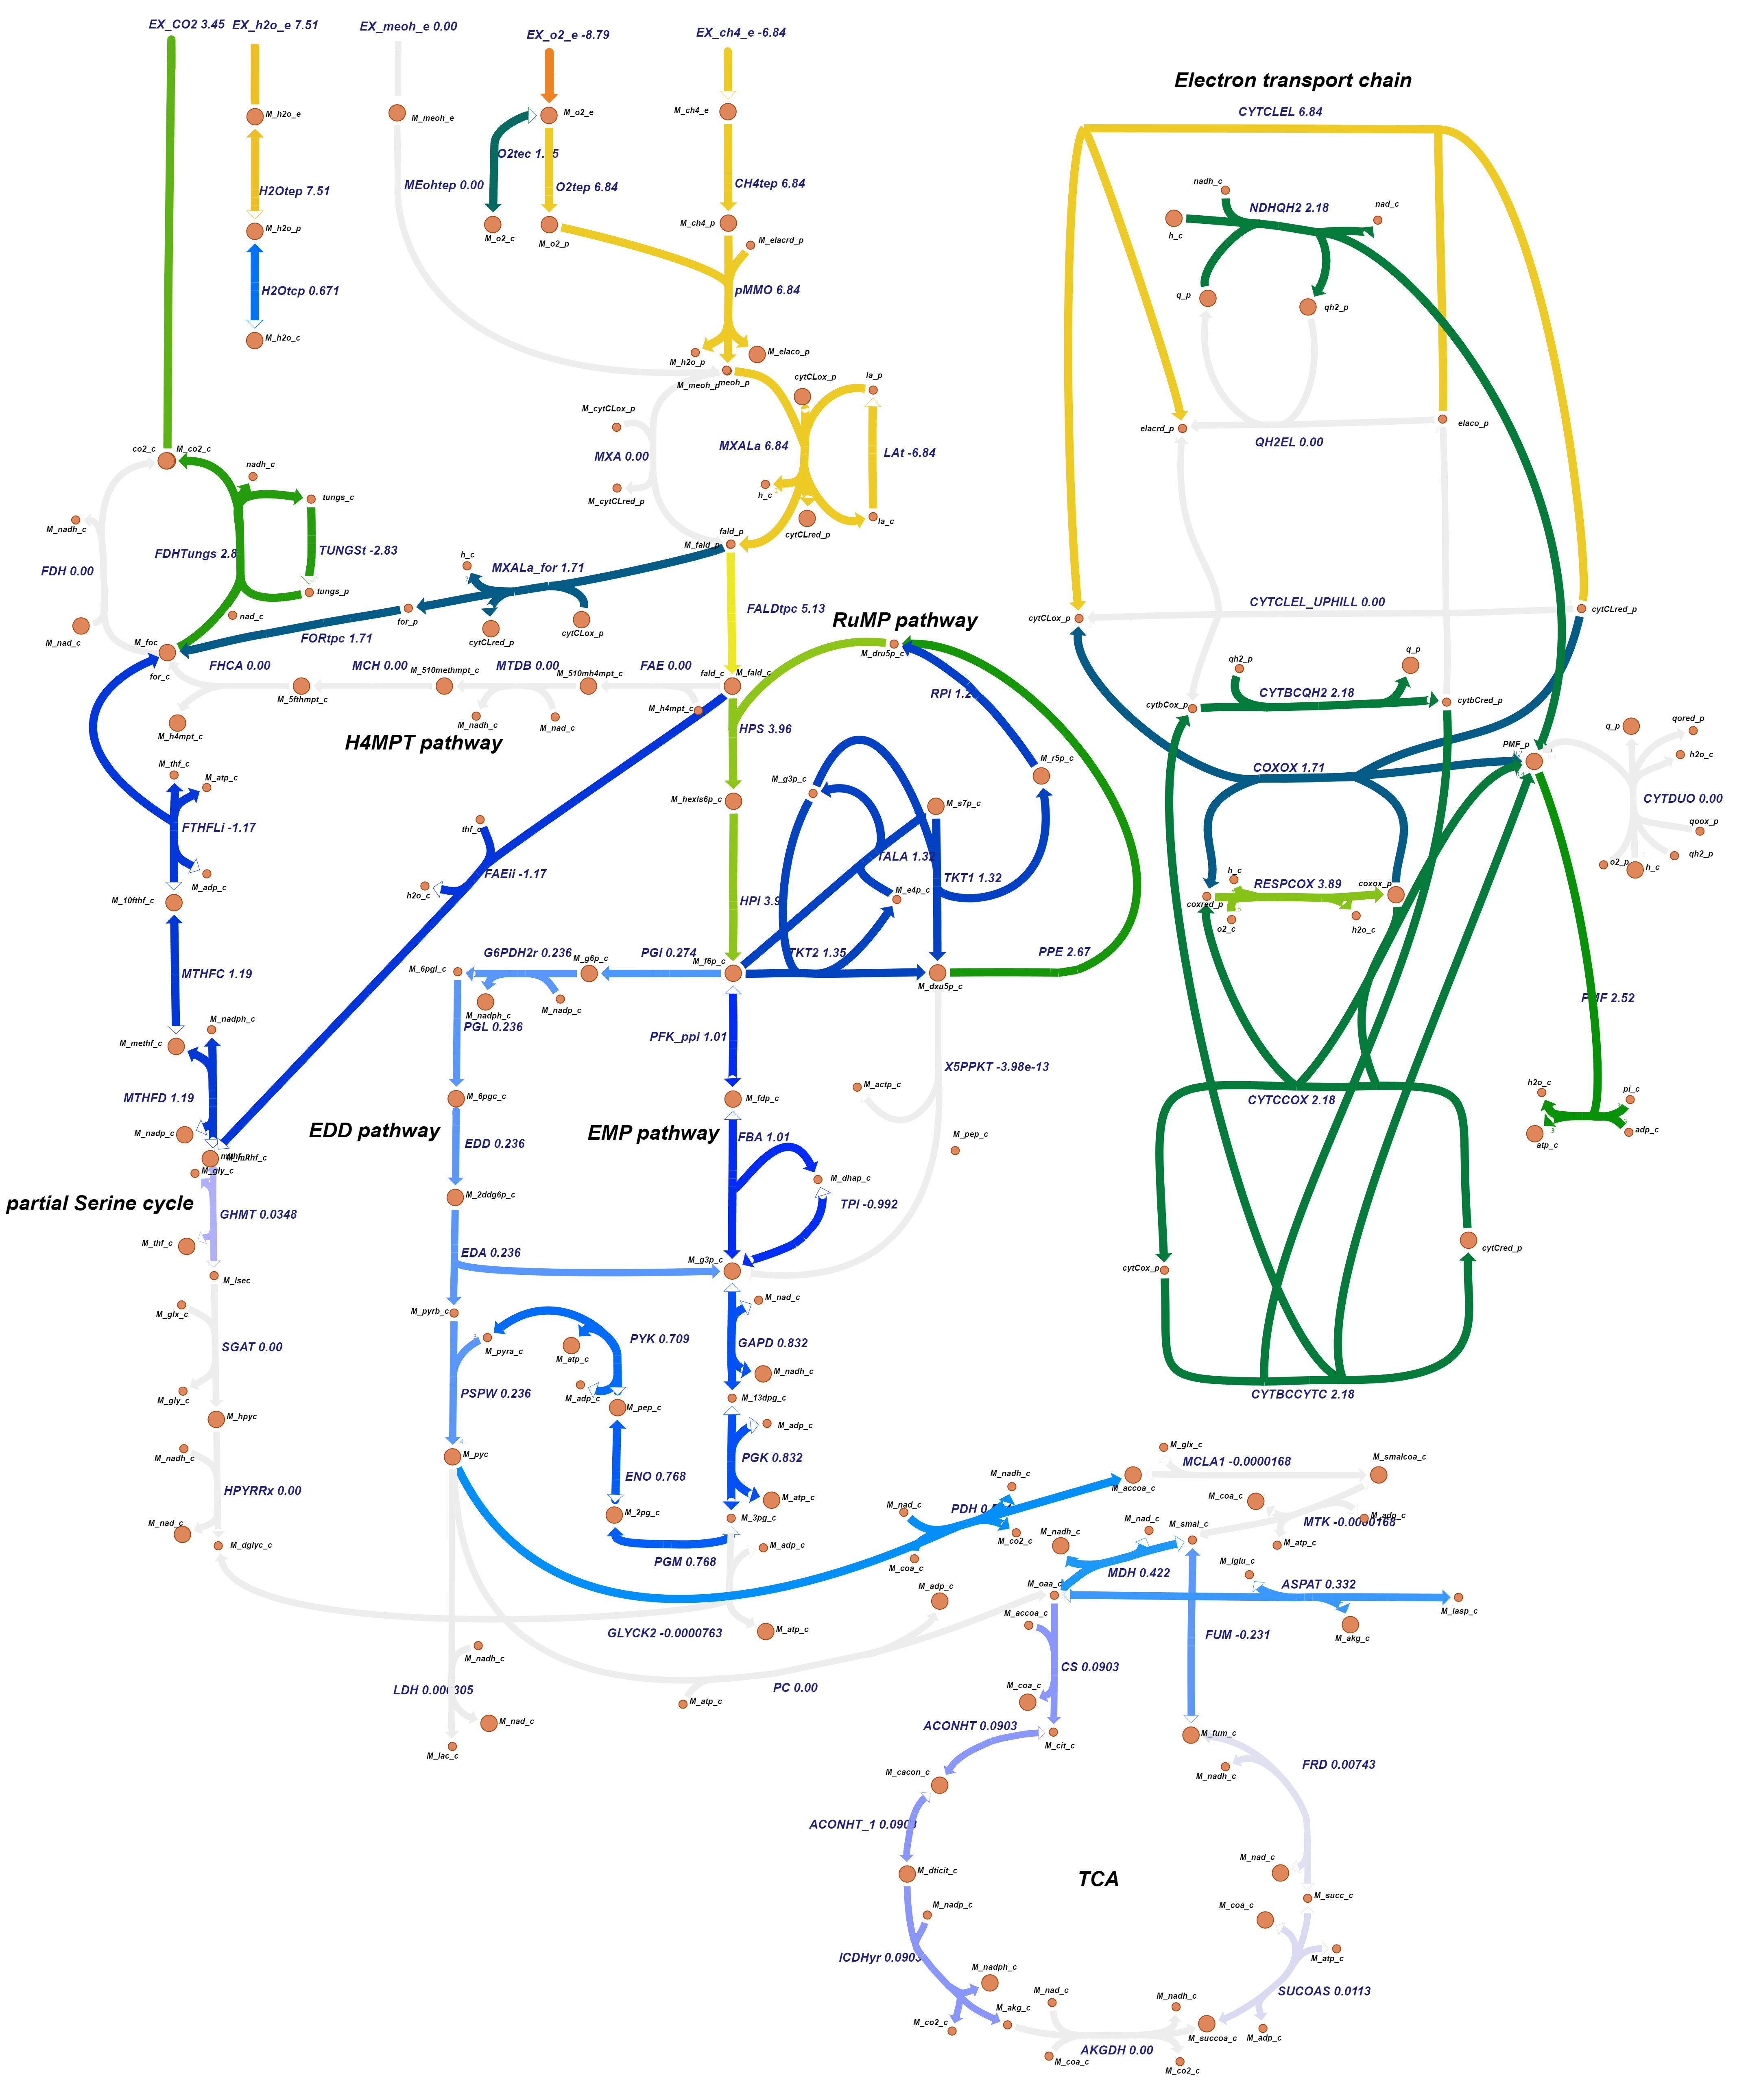 EX_CO2 3.45
EX_h2o_e 7.51
EX_meoh_e 0.00
EX_o2_e -8.79
EX_ch4_e -6.84
Electron transport chain
CYTCLEL 6.84
M_h2o_e
M_meoh_e
M_o2_e
M_ch4_e
O2tec
H2Otep 7.51
MEohtep 0.00
O2tep 6.84
CH4tep 6.84
nadh_c
NDHQH2 2.18
nad_c
h_c
M_h2o_p
M_o2_c
M_o2_p
M_ch4_p
M_elacrd_p
H2Otcp 0.671
pMMO 6.84
q_p
qh2_p
M_h2o_c
M_h2o_p
M_elaco_p
M_meoh_p
meoh_p
cytCLox_p
la_p
M_cytCLox_p
MXALa 6.84
MXA 0.00
LAt -6.84
elacrd_p
elaco_p
QH2EL 0.00
co2_c
M_co2_c
nadh_c
tungs_c
M_cytCLred_p
h_c
la_c
cytCLred_p
M_nadh_c
FDH 0.00
FDHTungs 2.8
TUNGSt -2.83
fald_p
M_fald_p
h_c
MXALa_for 1.71
tungs_p
nad_c
for_p
cytCLred_p
cytCLox_p
FALDtpc 5.13
RuMP pathway
CYTCLEL_UPHILL 0.00
cytCLox_p
cytCLred_p
M_nad_c
M_foc
for_c
FORtpc 1.71
FHCA 0.00
MCH 0.00
MTDB 0.00
FAE 0.00
M_dru5p_c
M_510methmpt_c
M_510mh4mpt_c
fald_c
M_fald_c
M_5fthmpt_c
M_h4mpt_c
M_h4mpt_c
M_nadh_c
M_nad_c
H4MPT pathway
HPS 3.96
RPI
qh2_p
q_p
CYTBCQH2 2.18
cytbCox_p
cytbCred_p
M_thf_c
M_atp_c
FTHFLi -1.17
M_adp_c
M_10fthf_c
thf_c
FAEii -1.17
h2o_c
M_hexls6p_c
M_g3p_c
M_r5p_c
M_s7p_c
TALA 1.32
TKT1 1.32
M_e4p_c
HPI 3.9
COXOX 1.71
PMF_p
q_p
qored_p
h2o_c
CYTDUO 0.00
qoox_p
qh2_p
o2_p
h_c
h_c
RESPCOX 3.89
coxox_p
coxred_p
o2_c
h2o_c
MTHFC 1.19
M_6pgl_c
G6PDH2r 0.236
M_g6p_c
PGI 0.274
M_f6p_c
TKT2 1.35
M_dxu5p_c
PPE 2.67
M_nadph_c
M_nadp_c
PGL 0.236
PFK_ppi 1.01
PMF 2.52
M_nadph_c
M_methf_c
MTHFD 1.19
M_nadp_c
X5PPKT -3.98e-13
M_actp_c
M_6pgc_c
M_fdp_c
EDD pathway
EDD 0.236
EMP pathway
FBA 1.01
M_pep_c
CYTCCOX 2.18
h2o_c
pi_c
atp_c
adp_c
M_gly_c
partial Serine cycle
GHMT 0.0348
M_thf_c
M_lsec
M_2ddg6p_c
M_dhap_c
TPI -0.992
EDA 0.236
M_g3p_c
cytCox_p
cytCred_p
M_glx_c
SGAT 0.00
M_gly_c
M_hpyc
M_pyrb_c
M_pyra_c
PYK 0.709
M_atp_c
M_adp_c
M_pep_c
PSPW 0.236
M_nad_c
GAPD 0.832
M_nadh_c
M_13dpg_c
M_adp_c
CYTBCCYTC 2.18
M_nadh_c
HPYRRx 0.00
M_nad_c
M_dglyc_c
M_pyc
ENO 0.768
M_2pg_c
PGM 0.768
PGK 0.832
M_atp_c
M_3pg_c
M_adp_c
M_nadh_c
M_nad_c
PDH
M_coa_c
M_co2_c
M_accoa_c
M_glx_c
MCLA1 -0.0000168
M_smalcoa_c
M_coa_c
M_adp_c
MTK -0.0000168
M_atp_c
M_nadh_c
M_nad_c
M_smal_c
MDH 0.422
M_lglu_c
ASPAT 0.332
M_lasp_c
M_akg_c
M_oaa_c
M_accoa_c
M_adp_c
M_atp_c
GLYCK2 -0.0000763
FUM -0.231
CS 0.0903
M_coa_c
M_nadh_c
LDH 0.000305
M_nad_c
M_lac_c
PC 0.00
M_atp_c
ACONHT 0.0903
M_cit_c
M_fum_c
M_cacon_c
M_nadh_c
FRD 0.00743
ACONHT_1 0.0903
M_dticit_c
TCA
M_nad_c
M_succ_c
M_nadp_c
M_coa_c
ICDHyr 0.0903
M_nadph_c
M_atp_c
SUCOAS 0.0113
M_co2_c
M_akg_c
M_nad_c
M_nadh_c
M_succoa_c
M_adp_c
AKGDH 0.00
M_coa_c
M_co2_c